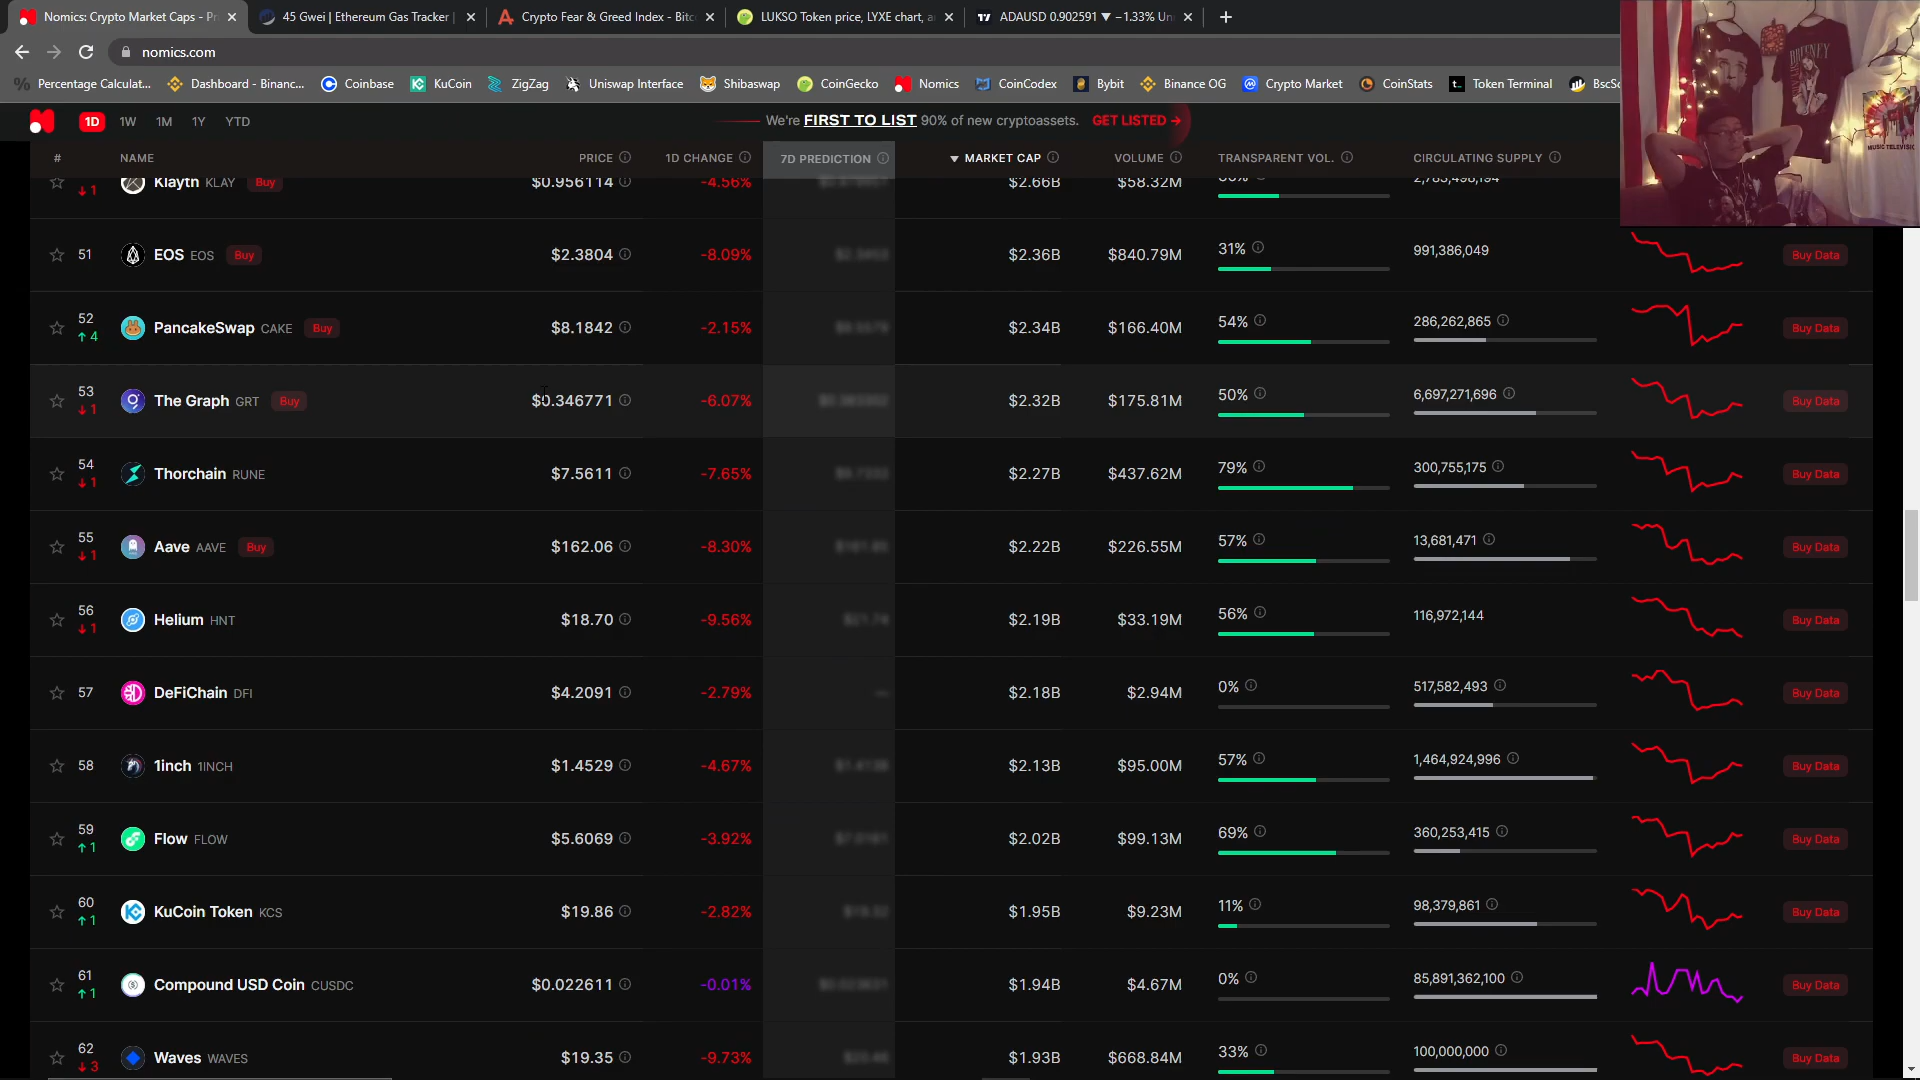 Nomics: Crypto Market Caps - Pr
45 Gwei | Ethereum Gas Tracker |
Crypto Fear & Greed Index - Bitc
LUKSO Token price, LYXE chart, a
ADAUSD 0.902591 ▼ −1.33% Un
nomics.com
Percentage Calculat...
Dashboard - Binanc...
Coinbase
KuCoin
ZigZag
Uniswap Interface
Shibaswap
CoinGecko
Nomics
CoinCodex
Bybit
Binance OG
Crypto Market
CoinStats
Token Terminal
BscSc
1D 1W 1M 1Y YTD
We're FIRST TO LIST 90% of new cryptoassets. GET LISTED →
# NAME PRICE 1D CHANGE 7D PREDICTION ▼ MARKET CAP VOLUME TRANSPARENT VOL. CIRCULATING SUPPLY
↓ 1 Klaytn KLAY Buy $0.956114 -4.56% $2.66B $58.32M
51 EOS EOS Buy $2.3804 -8.09% $2.36B $840.79M 31% 991,386,049 Buy Data
52 ↑ 4 PancakeSwap CAKE Buy $8.1842 -2.15% $2.34B $166.40M 54% 286,262,865 Buy Data
53 ↓ 1 The Graph GRT Buy $0.346771 -6.07% $2.32B $175.81M 50% 6,697,271,696 Buy Data
54 ↓ 1 Thorchain RUNE $7.5611 -7.65% $2.27B $437.62M 79% 300,755,175 Buy Data
55 ↓ 1 Aave AAVE Buy $162.06 -8.30% $2.22B $226.55M 57% 13,681,471 Buy Data
56 ↓ 1 Helium HNT $18.70 -9.56% $2.19B $33.19M 56% 116,972,144 Buy Data
57 DeFiChain DFI $4.2091 -2.79% — $2.18B $2.94M 0% 517,582,493 Buy Data
58 1inch 1INCH $1.4529 -4.67% $2.13B $95.00M 57% 1,464,924,996 Buy Data
59 ↑ 1 Flow FLOW $5.6069 -3.92% $2.02B $99.13M 69% 360,253,415 Buy Data
60 ↑ 1 KuCoin Token KCS $19.86 -2.82% $1.95B $9.23M 11% 98,379,861 Buy Data
61 ↑ 1 Compound USD Coin CUSDC $0.022611 -0.01% $1.94B $4.67M 0% 85,891,362,100 Buy Data
62 ↓ 3 Waves WAVES $19.35 -9.73% $1.93B $668.84M 33% 100,000,000 Buy Data
BRITNEY
MUSIC TELEVISION